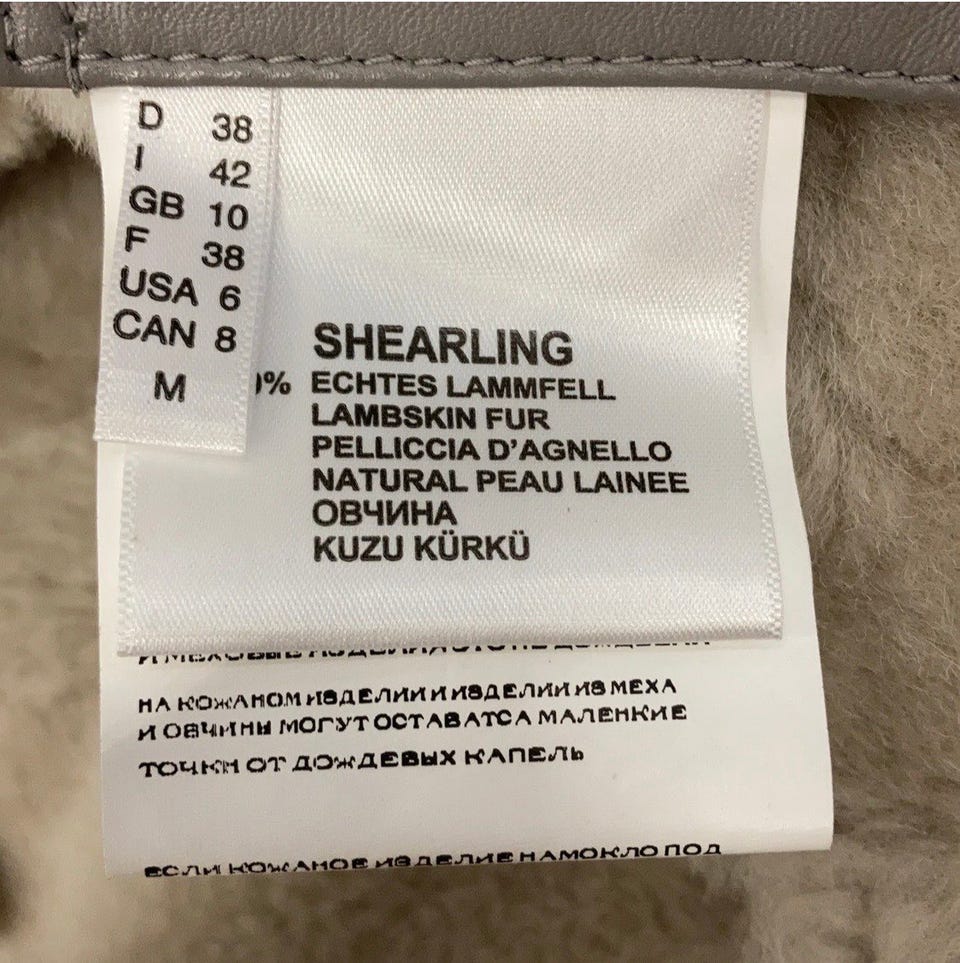 D 38
I 42
GB 10
F 38
USA 6
CAN 8
M
SHEARLING
% ECHTES LAMMFELL
LAMBSKIN FUR
PELLICCIA D'AGNELLO
NATURAL PEAU LAINEE
ОВЧИНА
KUZU KÜRKÜ
НА КОЖАНОМ ИЗДЕЛИИ И ИЗДЕЛИИ ИЗ МЕХА
И ОВЧИНЫ МОГУТ ОСТАВАТСА МАЛЕНКИЕ
ТОЧКИ ОТ ДОЖДЕВЫХ КАПЕЛЬ
ЕСЛИ КОЖАНОЕ ИЗДЕЛИЕ НАМОКЛО ПОД